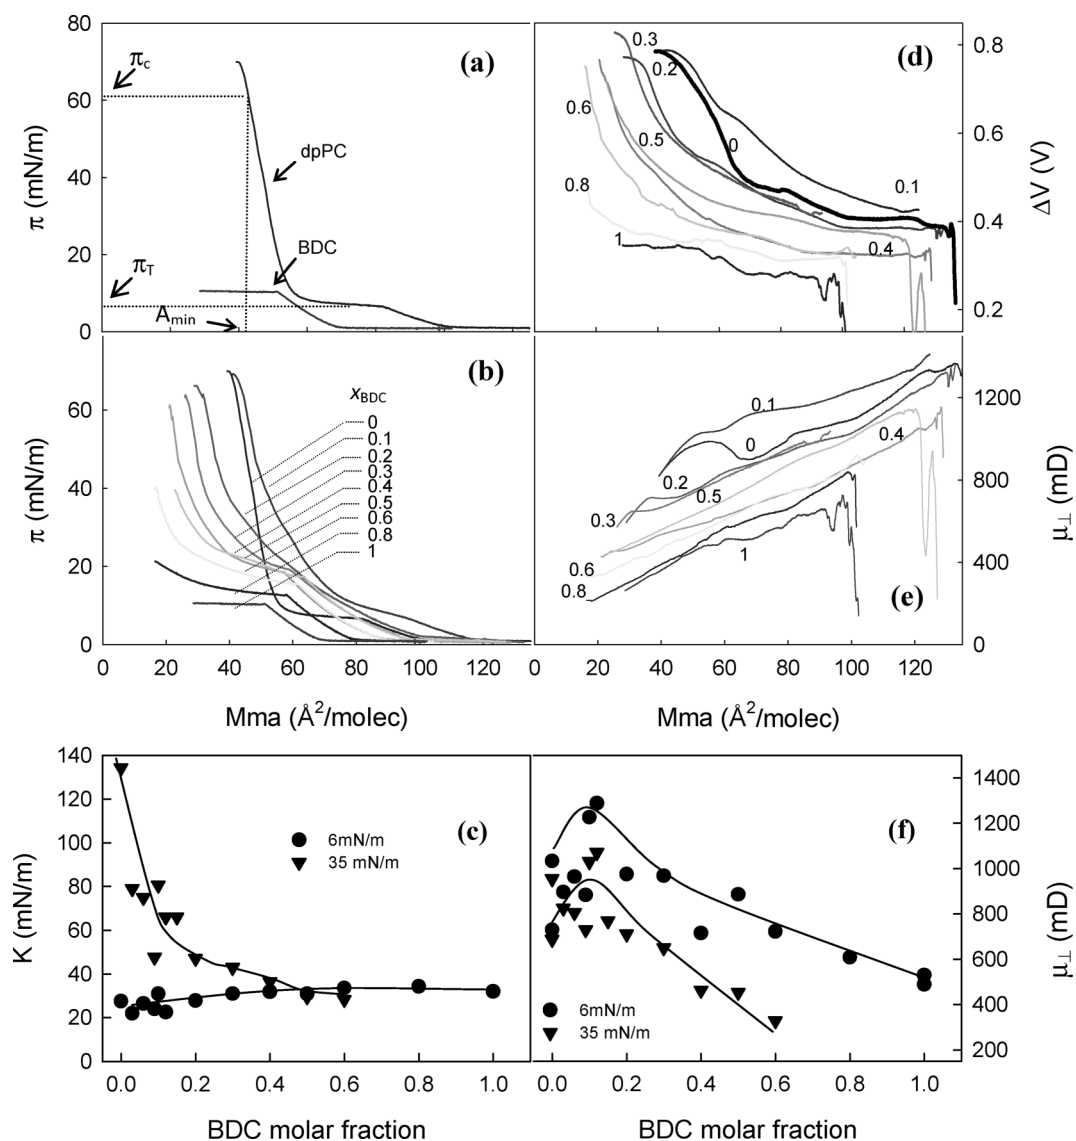 80
60
40
20
0
π (mN/m)
(a)
πc
dpPC
BDC
πT
Amin
(d)
0.3
0.2
0.6
0.5
0
0.8
0.1
1
0.4
0.8
0.6
0.4
0.2
ΔV (V)
60
40
20
0
π (mN/m)
(b)
xBDC
0
0.1
0.2
0.3
0.4
0.5
0.6
0.8
1
20 40 60 80 100 120
Mma (Å²/molec)
0.1
0
0.4
0.2
0.5
0.3
0.6
1
0.8
(e)
1200
800
400
0
μ⊥ (mD)
20 40 60 80 100 120
Mma (Å²/molec)
140
120
100
80
60
40
20
0
K (mN/m)
(c)
6mN/m
35 mN/m
0.0 0.2 0.4 0.6 0.8 1.0
BDC molar fraction
(f)
6mN/m
35 mN/m
1400
1200
1000
800
600
400
200
μ⊥ (mD)
0.0 0.2 0.4 0.6 0.8 1.0
BDC molar fraction